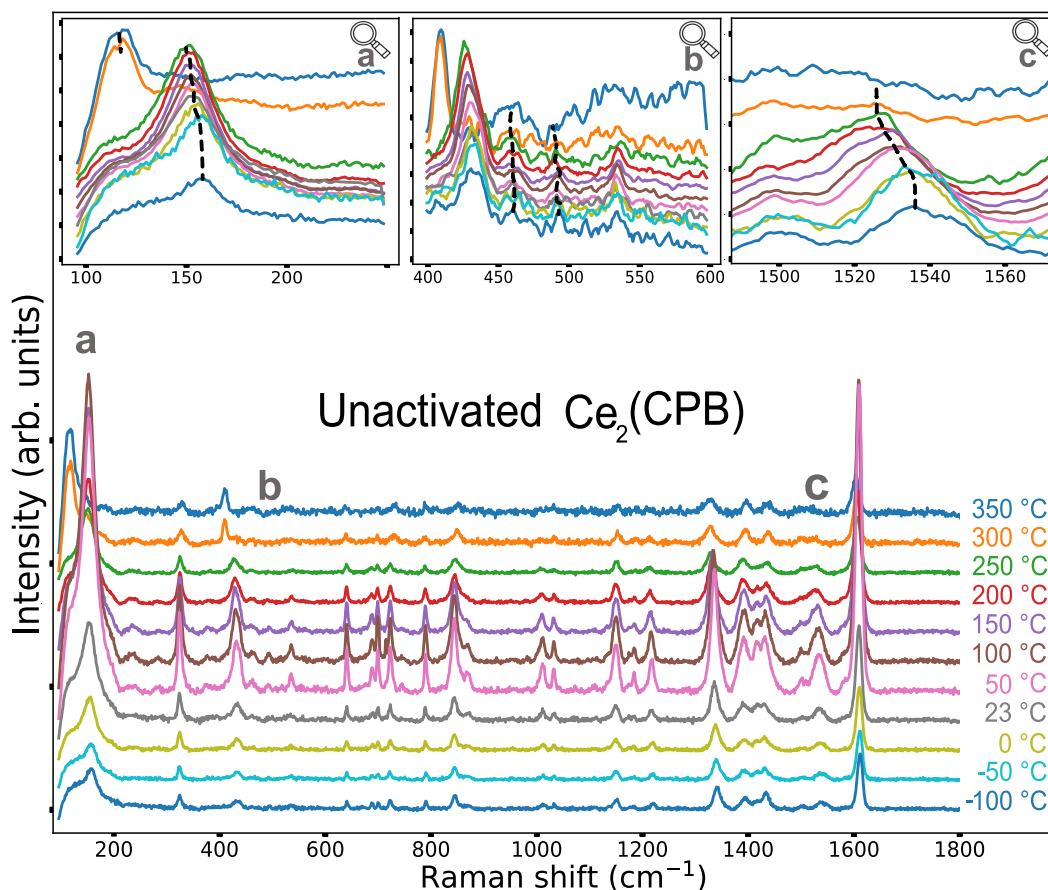 a
b
c
100
150
200
400
450
500
550
600
1500
1520
1540
1560
a
Unactivated Ce₂(CPB)
b
c
350 °C
300 °C
250 °C
200 °C
150 °C
100 °C
50 °C
23 °C
0 °C
-50 °C
-100 °C
Intensity (arb. units)
200 400 600 800 1000 1200 1400 1600 1800
Raman shift (cm⁻¹)